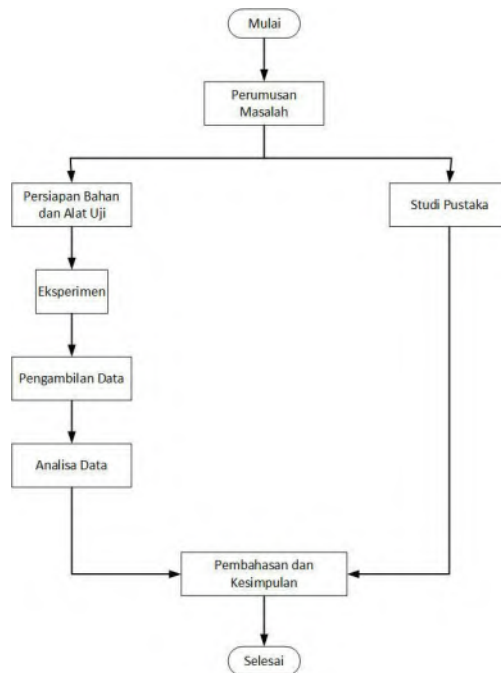 Mulai
Perumusan
Masalah
Persiapan Bahan
dan Alat Uji
Studi Pustaka
Eksperimen
Pengambilan Data
Analisa Data
Pembahasan dan
Kesimpulan
Selesai